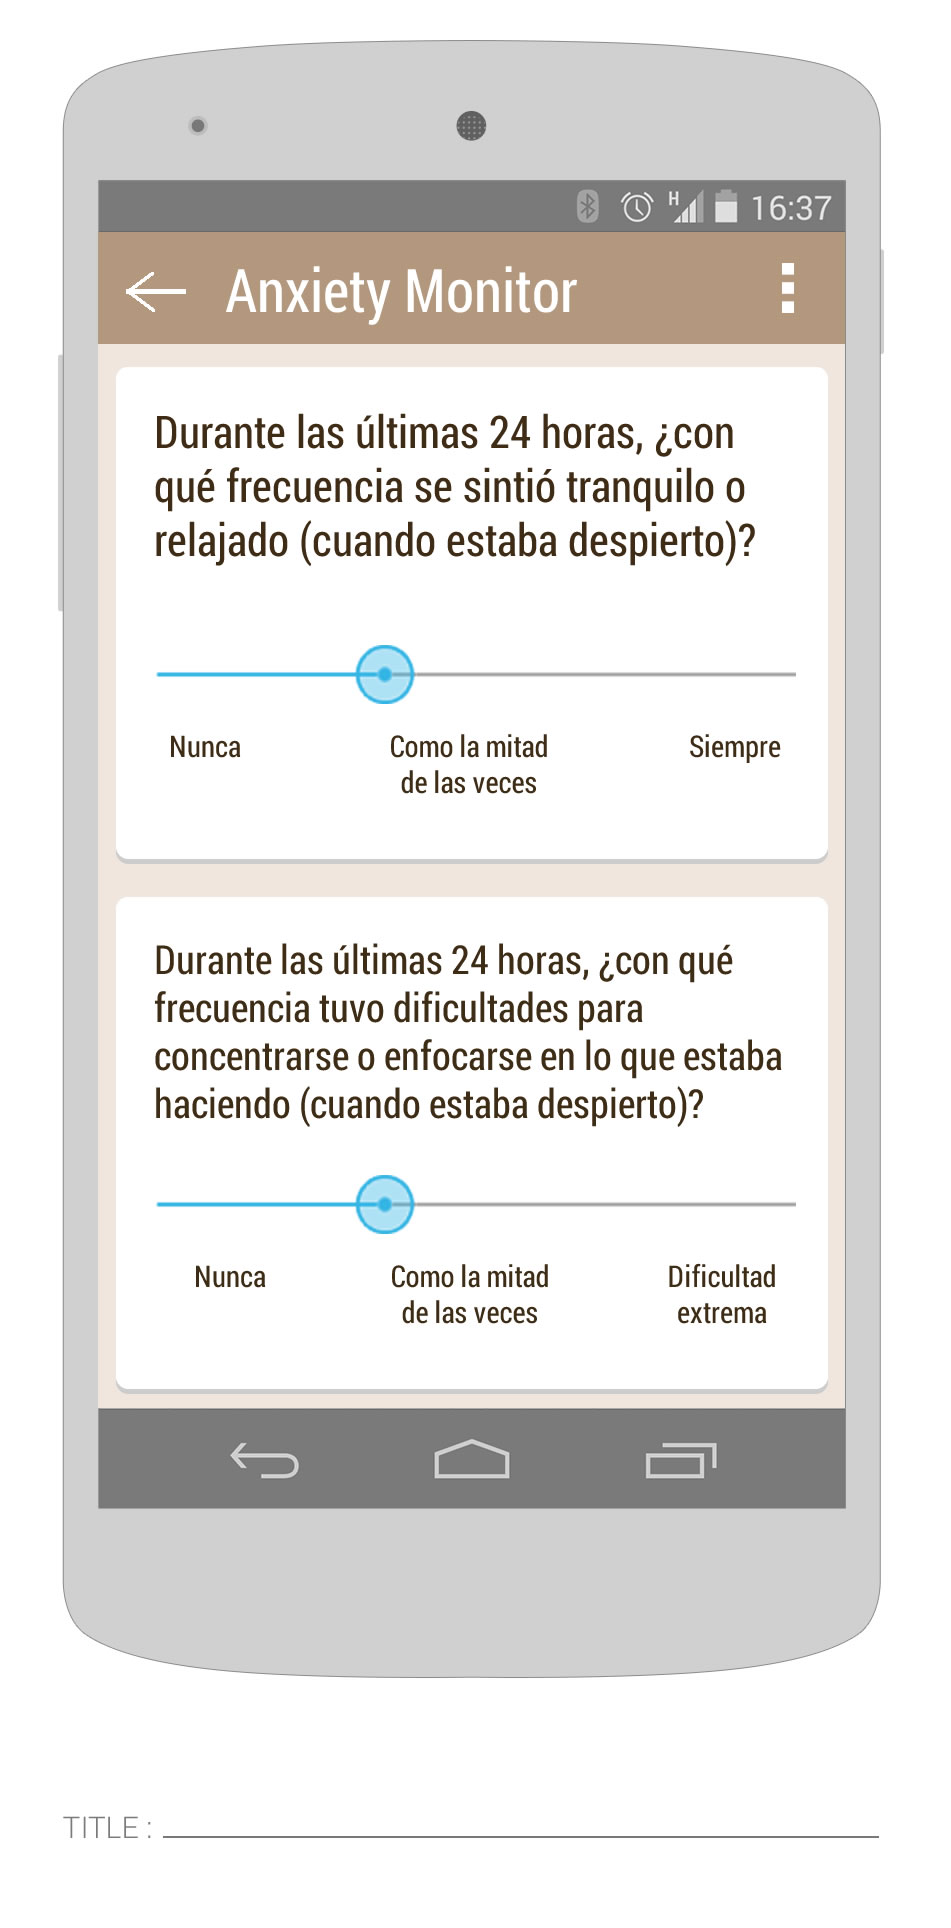 H
16:37
Anxiety Monitor
Durante las últimas 24 horas, ¿con
qué frecuencia se sintió tranquilo o
relajado (cuando estaba despierto)?
Nunca
Como la mitad
de las veces
Siempre
Durante las últimas 24 horas, ¿con qué
frecuencia tuvo dificultades para
concentrarse o enfocarse en lo que estaba
haciendo (cuando estaba despierto)?
Nunca
Como la mitad
de las veces
Dificultad
extrema
TITLE :